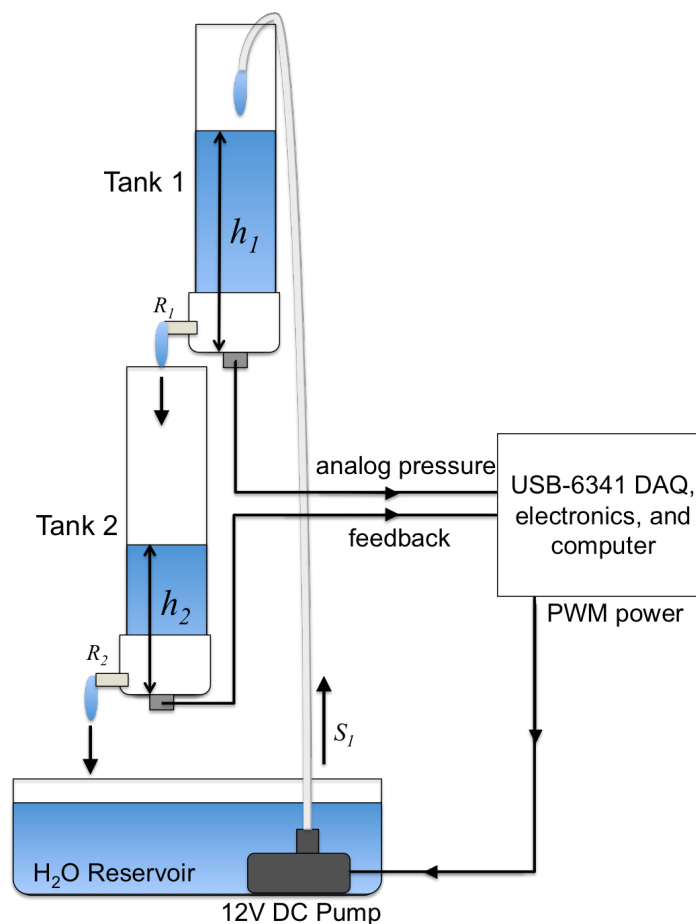 Tank 1
h1
R1
analog pressure
USB-6341 DAQ,
electronics, and
computer
Tank 2
feedback
h2
PWM power
R2
S1
H2O Reservoir
12V DC Pump